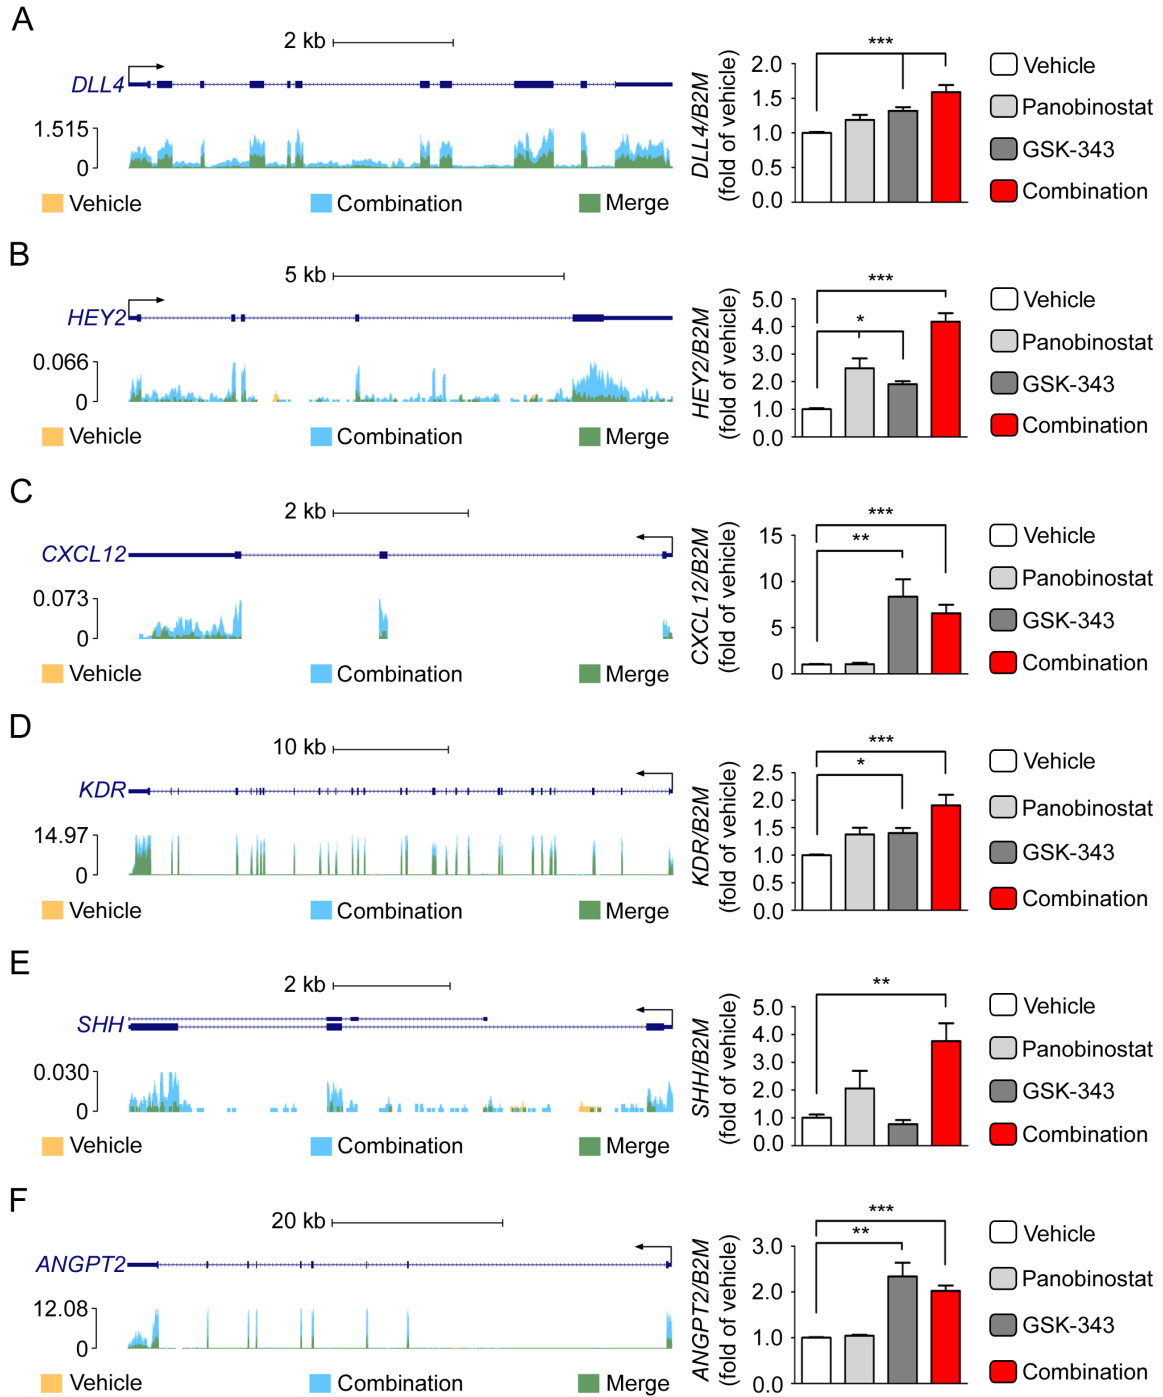 A
2 kb
DLL4
1.515
0
Vehicle
Combination
Merge
DLL4/B2M
(fold of vehicle)
2.0
1.5
1.0
0.5
0.0
***
Vehicle
Panobinostat
GSK-343
Combination
B
5 kb
HEY2
0.066
0
Vehicle
Combination
Merge
HEY2/B2M
(fold of vehicle)
5.0
4.0
3.0
2.0
1.0
0.0
***
*
Vehicle
Panobinostat
GSK-343
Combination
C
2 kb
CXCL12
0.073
0
Vehicle
Combination
Merge
CXCL12/B2M
(fold of vehicle)
15
10
5
0
***
**
Vehicle
Panobinostat
GSK-343
Combination
D
10 kb
KDR
14.97
0
Vehicle
Combination
Merge
KDR/B2M
(fold of vehicle)
2.5
2.0
1.5
1.0
0.5
0.0
***
*
Vehicle
Panobinostat
GSK-343
Combination
E
2 kb
SHH
0.030
0
Vehicle
Combination
Merge
SHH/B2M
(fold of vehicle)
5.0
4.0
3.0
2.0
1.0
0.0
**
Vehicle
Panobinostat
GSK-343
Combination
F
20 kb
ANGPT2
12.08
0
Vehicle
Combination
Merge
ANGPT2/B2M
(fold of vehicle)
3.0
2.0
1.0
0.0
***
**
Vehicle
Panobinostat
GSK-343
Combination